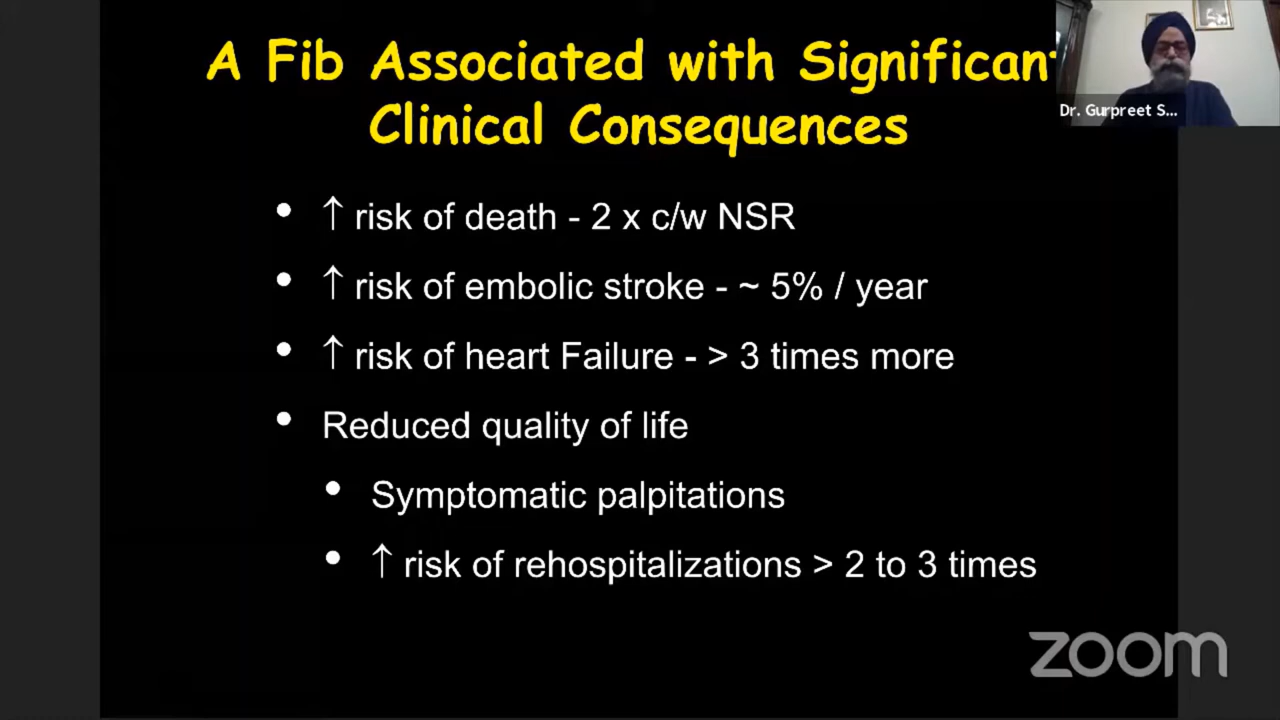 A Fib Associated with Significant
Clinical Consequences
Dr. Gurpreet S...
• ↑ risk of death - 2 x c/w NSR
• ↑ risk of embolic stroke - ~ 5% / year
• ↑ risk of heart Failure - > 3 times more
• Reduced quality of life
• Symptomatic palpitations
• ↑ risk of rehospitalizations > 2 to 3 times
zoom